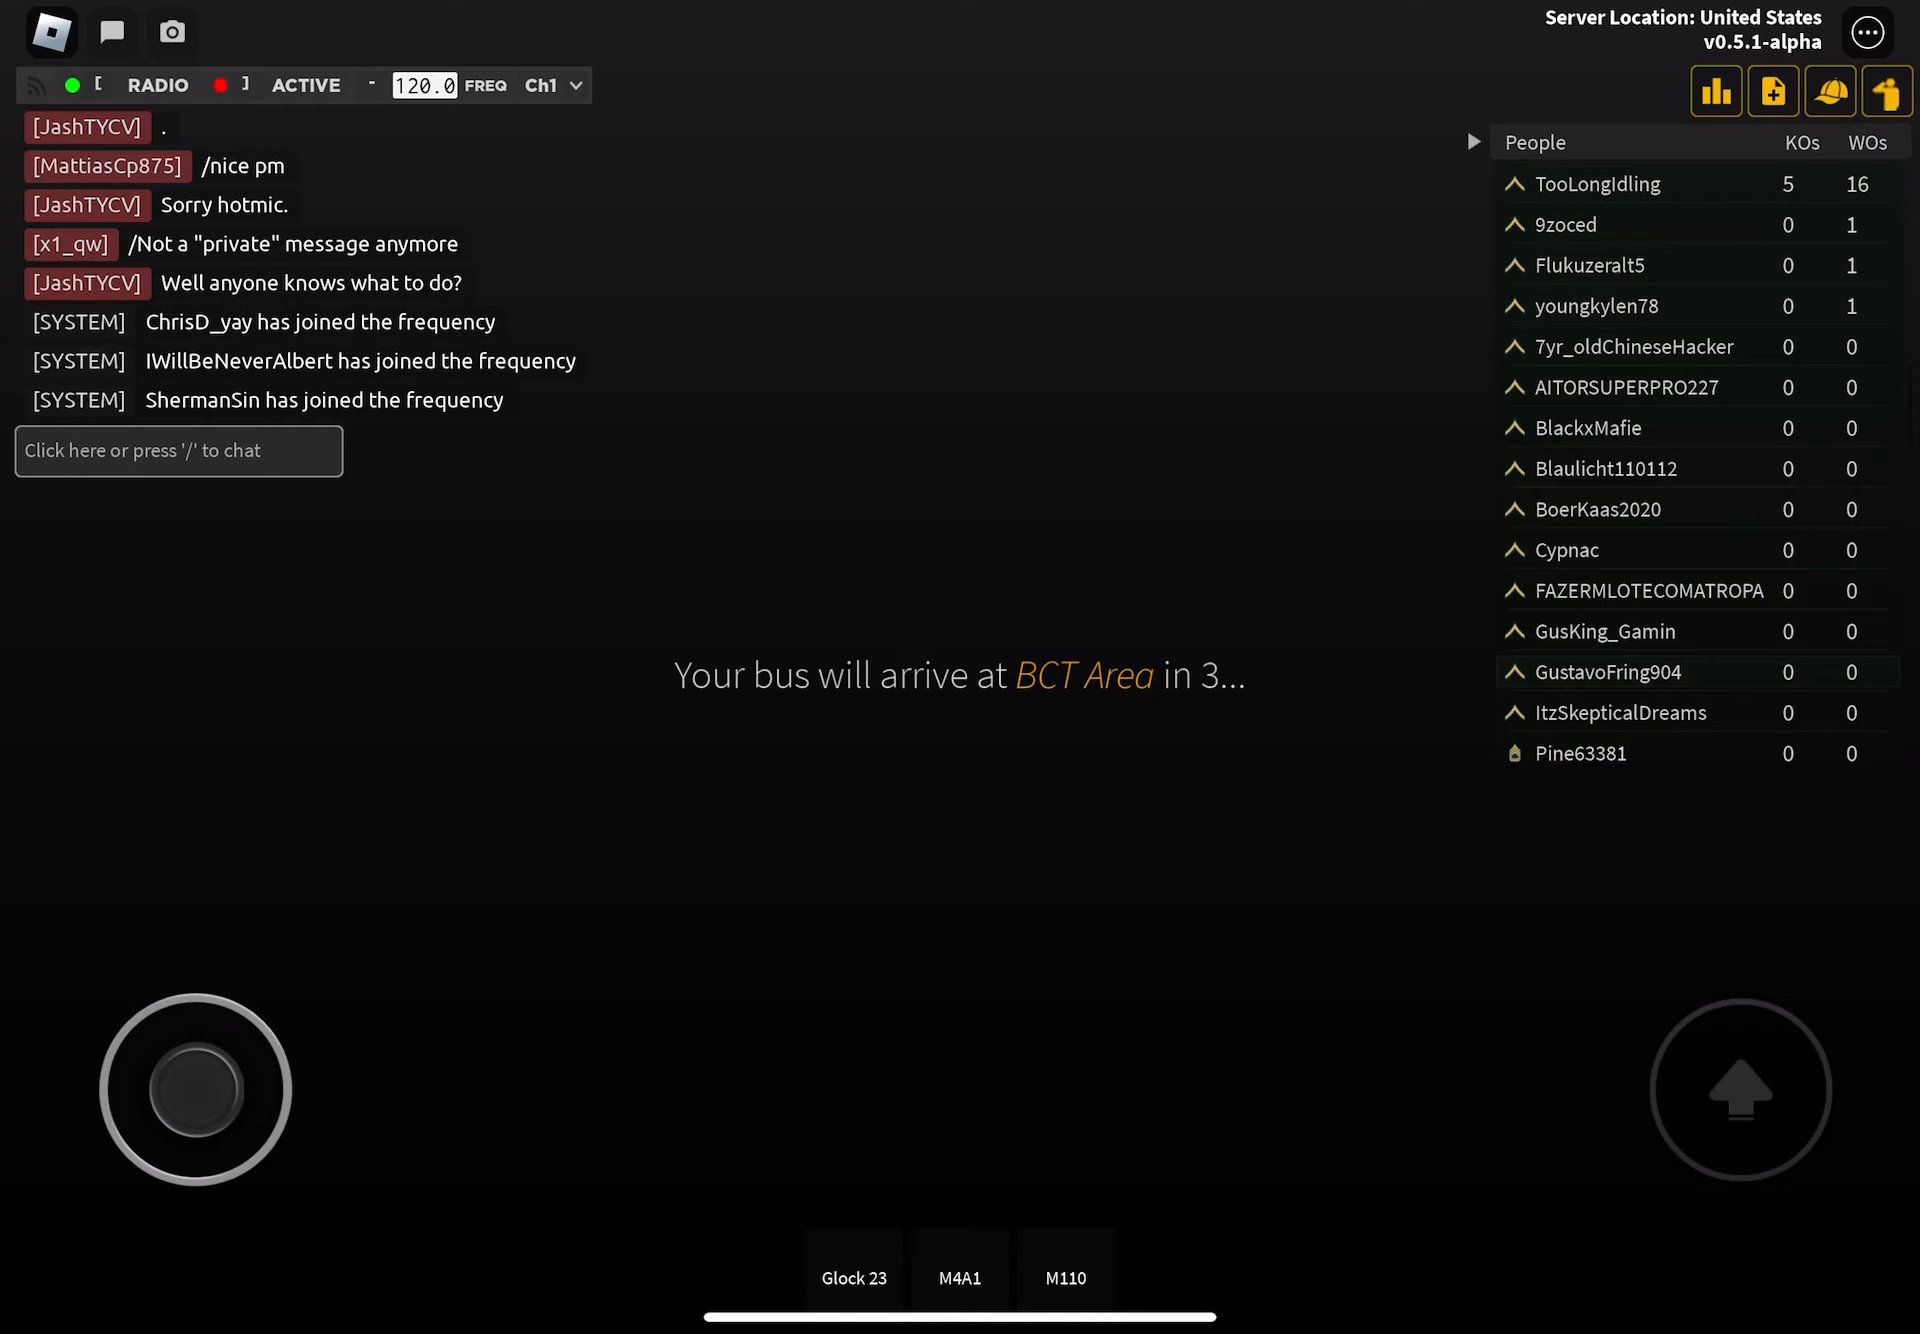 Server Location: United States
v0.5.1-alpha
[ RADIO ] ACTIVE - 120.0 FREQ Ch1
[JashTYCV] .
[MattiasCp875] /nice pm
[JashTYCV] Sorry hotmic.
[x1_qw] /Not a "private" message anymore
[JashTYCV] Well anyone knows what to do?
[SYSTEM] ChrisD_yay has joined the frequency
[SYSTEM] IWillBeNeverAlbert has joined the frequency
[SYSTEM] ShermanSin has joined the frequency
Click here or press '/' to chat
People KOs WOs
TooLongIdling 5 16
9zoced 0 1
Flukuzeralt5 0 1
youngkylen78 0 1
7yr_oldChineseHacker 0 0
AITORSUPERPRO227 0 0
BlackxMafie 0 0
Blaulicht110112 0 0
BoerKaas2020 0 0
Cypnac 0 0
FAZERMLOTECOMATROPA 0 0
GusKing_Gamin 0 0
GustavoFring904 0 0
ItzSkepticalDreams 0 0
Pine63381 0 0
Your bus will arrive at BCT Area in 3...
Glock 23 M4A1 M110